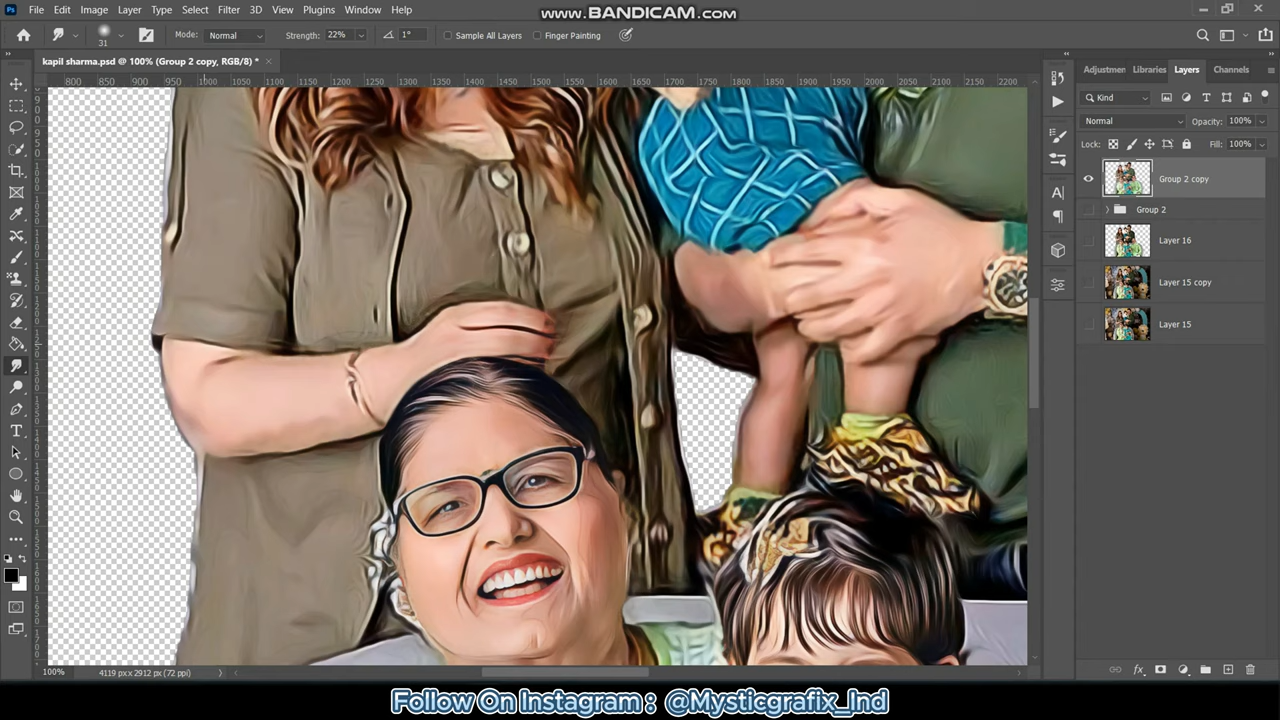 www.BANDICAM.com
File Edit Image Layer Type Select Filter 3D View Plugins Window Help
31 Mode: Normal Strength: 22% 1° Sample All Layers Finger Painting
kapil sharma.psd @ 100% (Group 2 copy, RGB/8) *
800 850 900 950 1000 1050 1100 1150 1200 1250 1300 1350 1400 1450 1500 1550 1600 1650 1700 1750 1800 1850 1900 1950 2000 2050 2100 2150 2200
Adjustmen Libraries Layers Channels
Kind
Normal Opacity: 100%
Lock: Fill: 100%
Group 2 copy
Group 2
Layer 16
Layer 15 copy
Layer 15
100% 4119 px x 2912 px (72 ppi)
Follow On Instagram : @Mysticgrafix_Ind